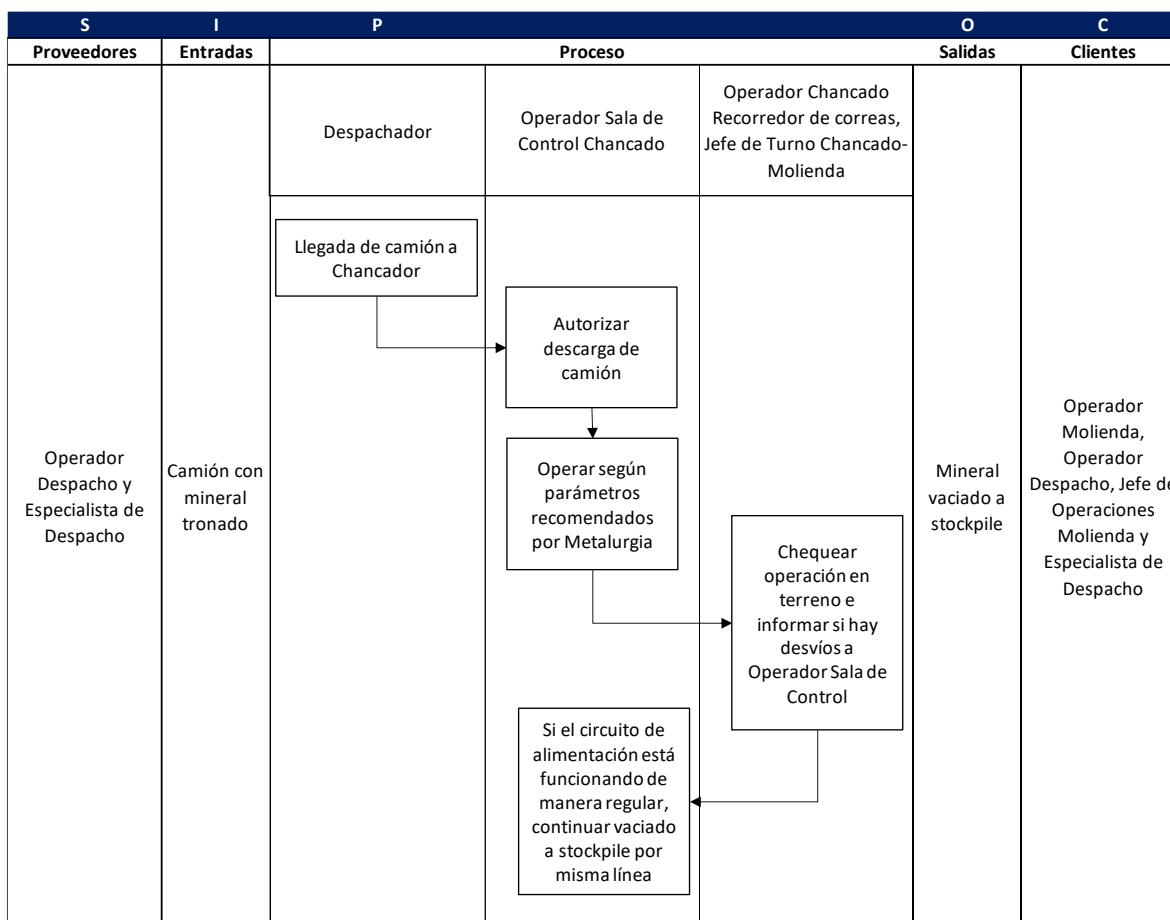 S I P O C
Proveedores Entradas Proceso Salidas Clientes
Despachador
Operador Sala de
Control Chancado
Operador Chancado
Recorredor de correas,
Jefe de Turno Chancado-
Molienda
Llegada de camión a
Chancador
Autorizar
descarga de
camión
Operar según
parámetros
recomendados
por Metalurgia
Chequear
operación en
terreno e
informar si hay
desvíos a
Operador Sala de
Control
Si el circuito de
alimentación está
funcionando de
manera regular,
continuar vaciado
a stockpile por
misma línea
Operador
Despacho y
Especialista de
Despacho
Camión con
mineral
tronado
Mineral
vaciado a
stockpile
Operador
Molienda,
Operador
Despacho, Jefe de
Operaciones
Molienda y
Especialista de
Despacho